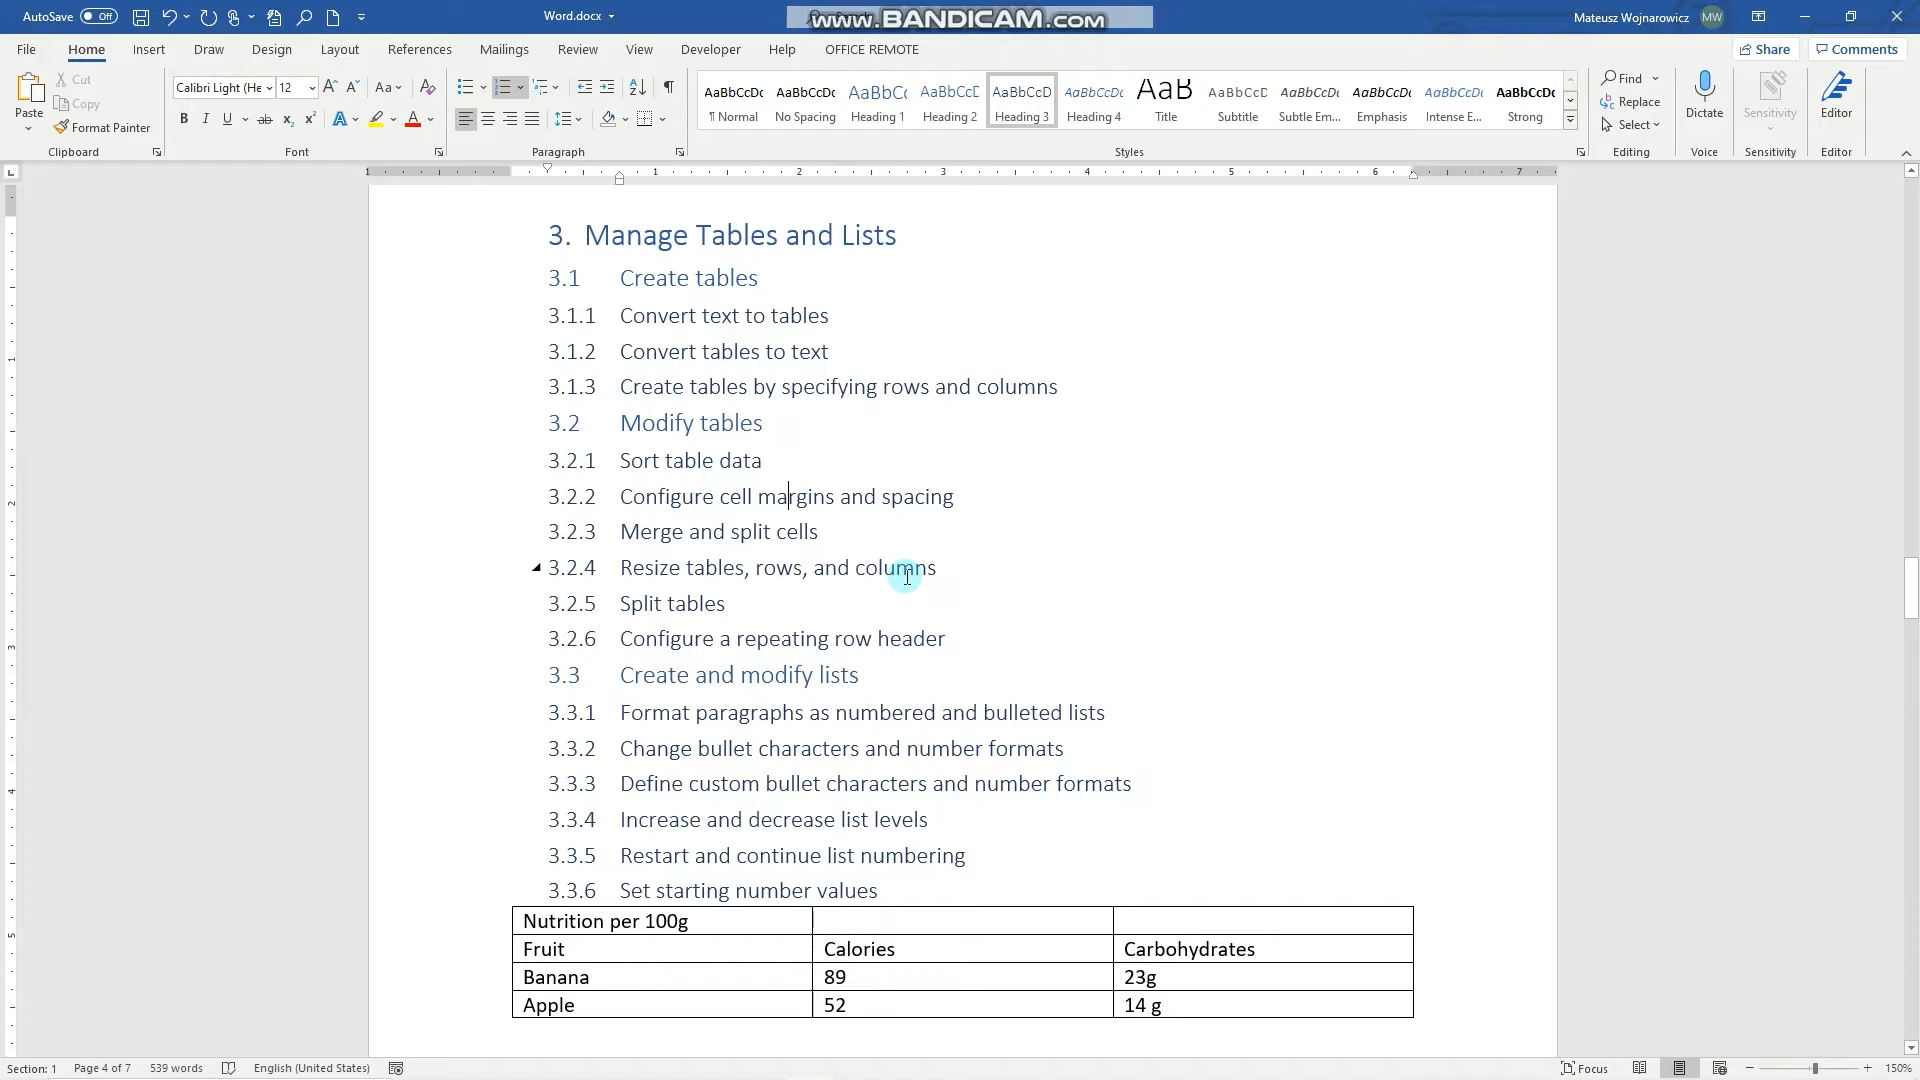 AutoSave Off
Word.docx
www.BANDICAM.com
Mateusz Wojnarowicz MW
File Home Insert Draw Design Layout References Mailings Review View Developer Help OFFICE REMOTE
Share Comments
Paste
Cut
Copy
Format Painter
Clipboard
Calibri Light (He 12
Font
Paragraph
AaBbCcDc ¶ Normal
AaBbCcDc No Spacing
AaBbCc Heading 1
AaBbCcD Heading 2
AaBbCcD Heading 3
AaBbCcDc Heading 4
AaB Title
AaBbCcD Subtitle
AaBbCcDc Subtle Em...
AaBbCcDc Emphasis
AaBbCcDc Intense E...
AaBbCcDc Strong
Styles
Find
Replace
Select
Editing
Dictate
Voice
Sensitivity
Sensitivity
Editor
Editor
1 1 2 3 4 5 6 7
3. Manage Tables and Lists
3.1 Create tables
3.1.1 Convert text to tables
3.1.2 Convert tables to text
3.1.3 Create tables by specifying rows and columns
3.2 Modify tables
3.2.1 Sort table data
3.2.2 Configure cell margins and spacing
3.2.3 Merge and split cells
3.2.4 Resize tables, rows, and columns
3.2.5 Split tables
3.2.6 Configure a repeating row header
3.3 Create and modify lists
3.3.1 Format paragraphs as numbered and bulleted lists
3.3.2 Change bullet characters and number formats
3.3.3 Define custom bullet characters and number formats
3.3.4 Increase and decrease list levels
3.3.5 Restart and continue list numbering
3.3.6 Set starting number values
Nutrition per 100g
Fruit Calories Carbohydrates
Banana 89 23g
Apple 52 14 g
Section: 1 Page 4 of 7 539 words English (United States)
Focus 150%